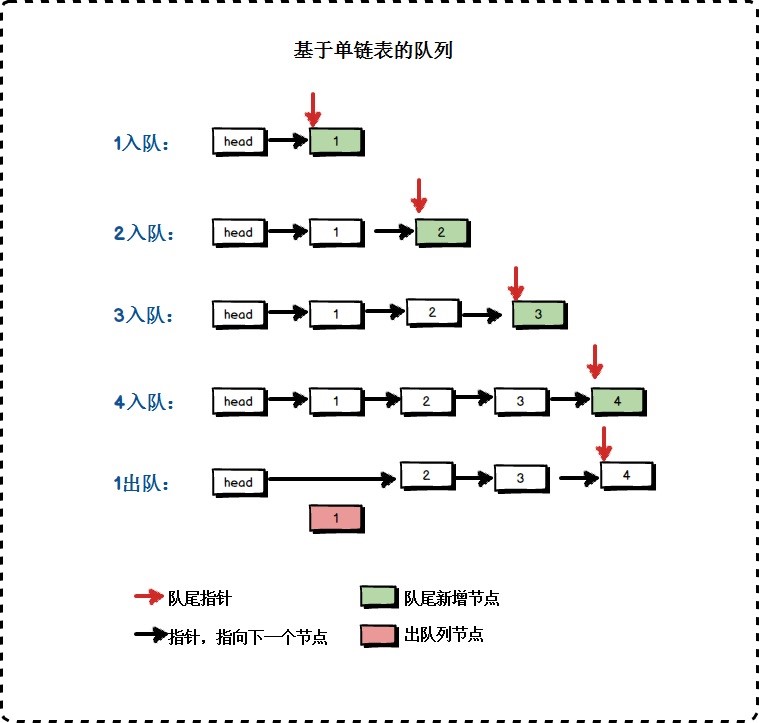 基于单链表的队列
1入队： head 1
2入队： head 1 2
3入队： head 1 2 3
4入队： head 1 2 3 4
1出队： head 2 3 4
1
队尾指针 队尾新增节点
指针，指向下一个节点 出队列节点